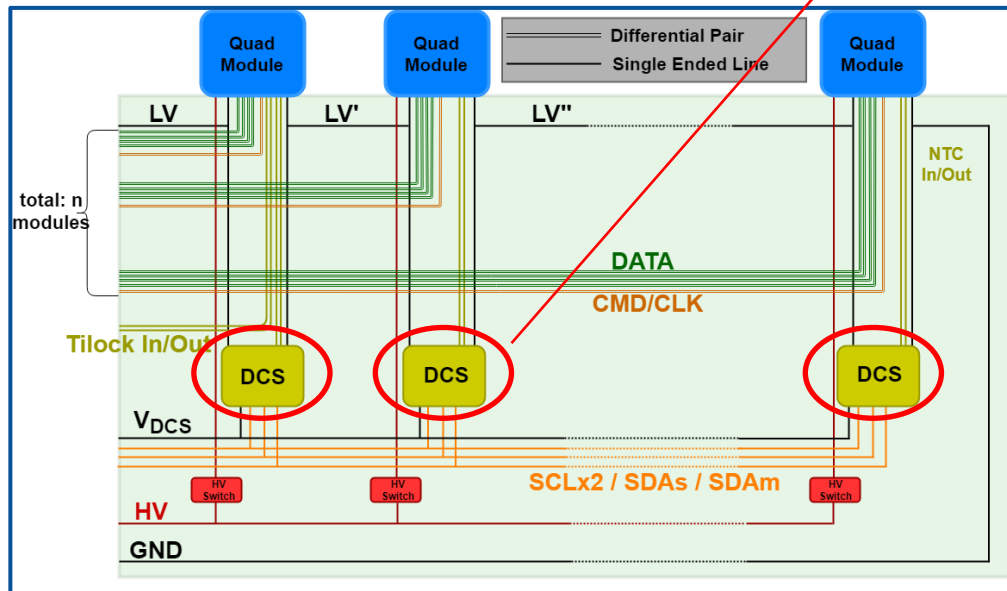 Quad
Module
Quad
Module
Differential Pair
Single Ended Line
Quad
Module
LV
LV'
LV"
NTC
In/Out
total: n
modules
DATA
CMD/CLK
Tilock In/Out
DCS
DCS
DCS
VDCS
SCLx2 / SDAs / SDAm
HV
Switch
HV
Switch
HV
Switch
HV
GND